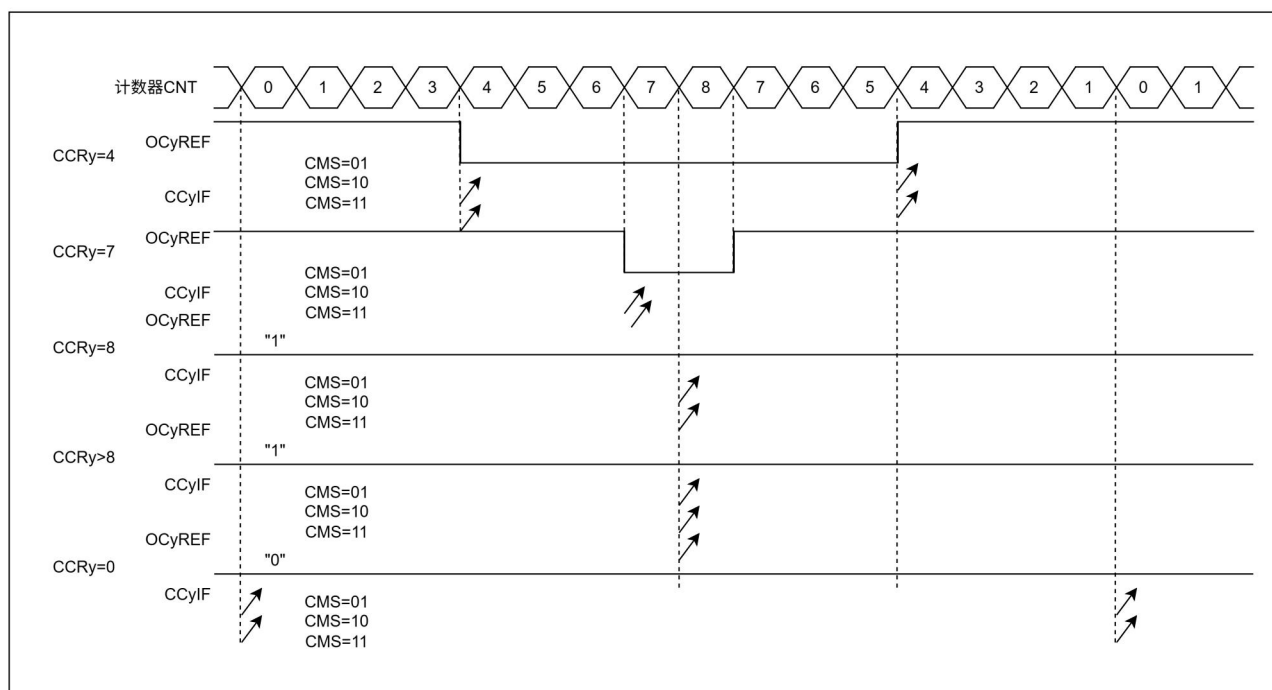 计数器CNT 0 1 2 3 4 5 6 7 8 7 6 5 4 3 2 1 0 1
OCyREF
CCRy=4
CMS=01
CMS=10
CCyIF
CMS=11
OCyREF
CCRy=7
CMS=01
CMS=10
CCyIF
CMS=11
OCyREF
"1"
CCRy=8
CCyIF
CMS=01
CMS=10
CMS=11
OCyREF
"1"
CCRy>8
CCyIF
CMS=01
CMS=10
CMS=11
OCyREF
"0"
CCRy=0
CCyIF
CMS=01
CMS=10
CMS=11